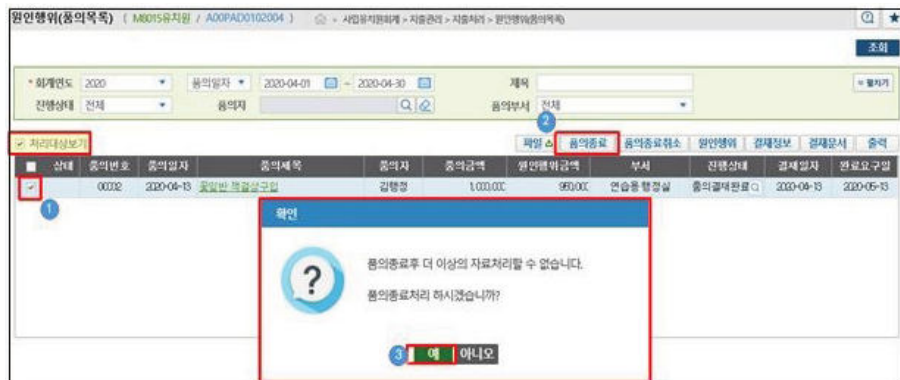 원인행위(품의목록) ( M8015유치원 / A00PAD0102004 ) > 사립유치원회계 > 지출관리 > 지출처리 > 원인행위(품의목록)
조회
* 회계연도 2020 품의일자 2020-04-01 ~ 2020-04-30 제목 펼치기
진행상태 전체 품의자 품의부서 전체
2
처리대상보기 파일 품의종료 품의종료취소 원인행위 결재정보 결재문서 출력
상태 품의번호 품의일자 품의제목 품의자 품의금액 원인행위금액 부서 진행상태 결재일자 완료요구일
00002 2020-04-13 꽃잎반 책걸상구입 김행정 1,000,000 960,000 연습용행정실 품의결재완료 2020-04-13 2020-05-13
1
확인
?
품의종료후 더 이상의 자료처리할 수 없습니다.
품의종료처리 하시겠습니까?
3 예 아니오